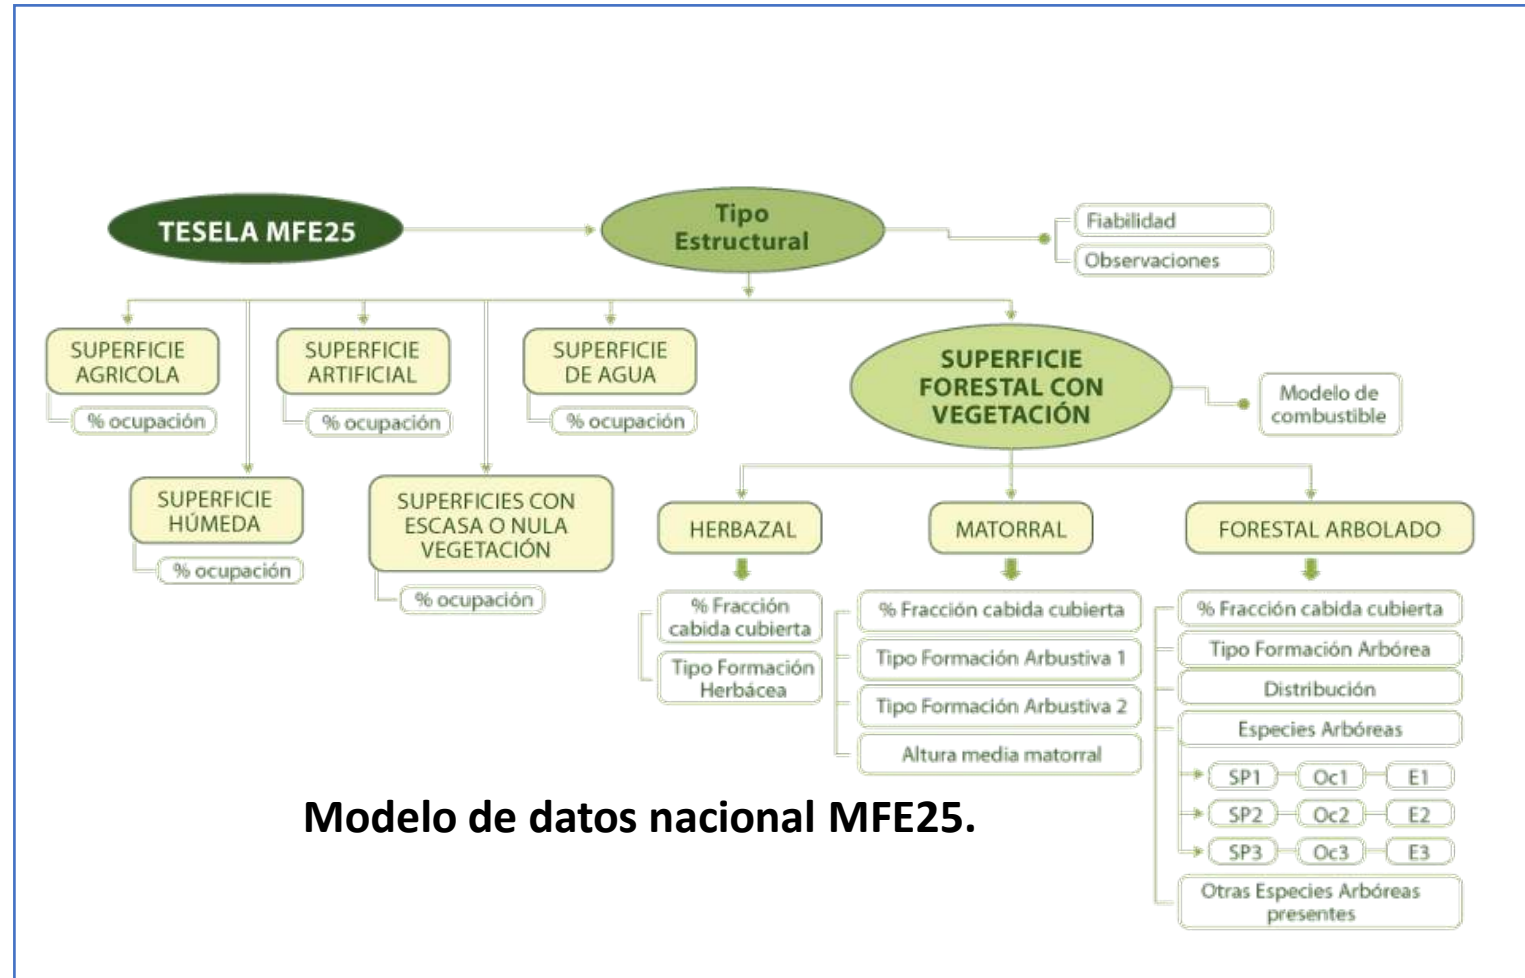 TESELA MFE25
Tipo
Estructural
Fiabilidad
Observaciones
SUPERFICIE
AGRICOLA
% ocupación
SUPERFICIE
ARTIFICIAL
% ocupación
SUPERFICIE
DE AGUA
% ocupación
SUPERFICIE
FORESTAL CON
VEGETACIÓN
Modelo de
combustible
SUPERFICIE
HÚMEDA
% ocupación
SUPERFICIES CON
ESCASA O NULA
VEGETACIÓN
% ocupación
HERBAZAL
% Fracción
cabida cubierta
Tipo Formación
Herbácea
MATORRAL
% Fracción cabida cubierta
Tipo Formación Arbustiva 1
Tipo Formación Arbustiva 2
Altura media matorral
FORESTAL ARBOLADO
% Fracción cabida cubierta
Tipo Formación Arbórea
Distribución
Especies Arbóreas
SP1 Oc1 E1
SP2 Oc2 E2
SP3 Oc3 E3
Otras Especies Arbóreas
presentes
Modelo de datos nacional MFE25.